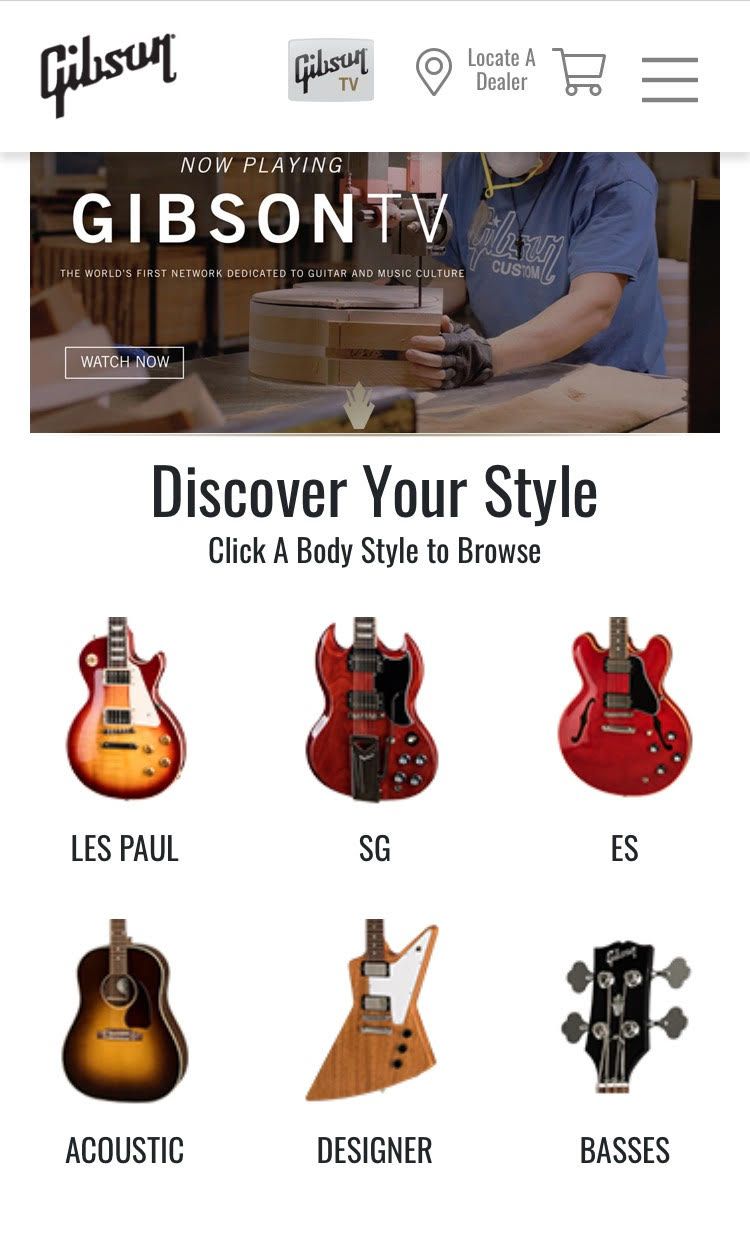 Gibson
Gibson
TV
Locate A
Dealer
NOW PLAYING
GIBSONTV
THE WORLD'S FIRST NETWORK DEDICATED TO GUITAR AND MUSIC CULTURE
Gibson
CUSTOM
WATCH NOW
Discover Your Style
Click A Body Style to Browse
LES PAUL
SG
ES
Gibson
ACOUSTIC
DESIGNER
BASSES